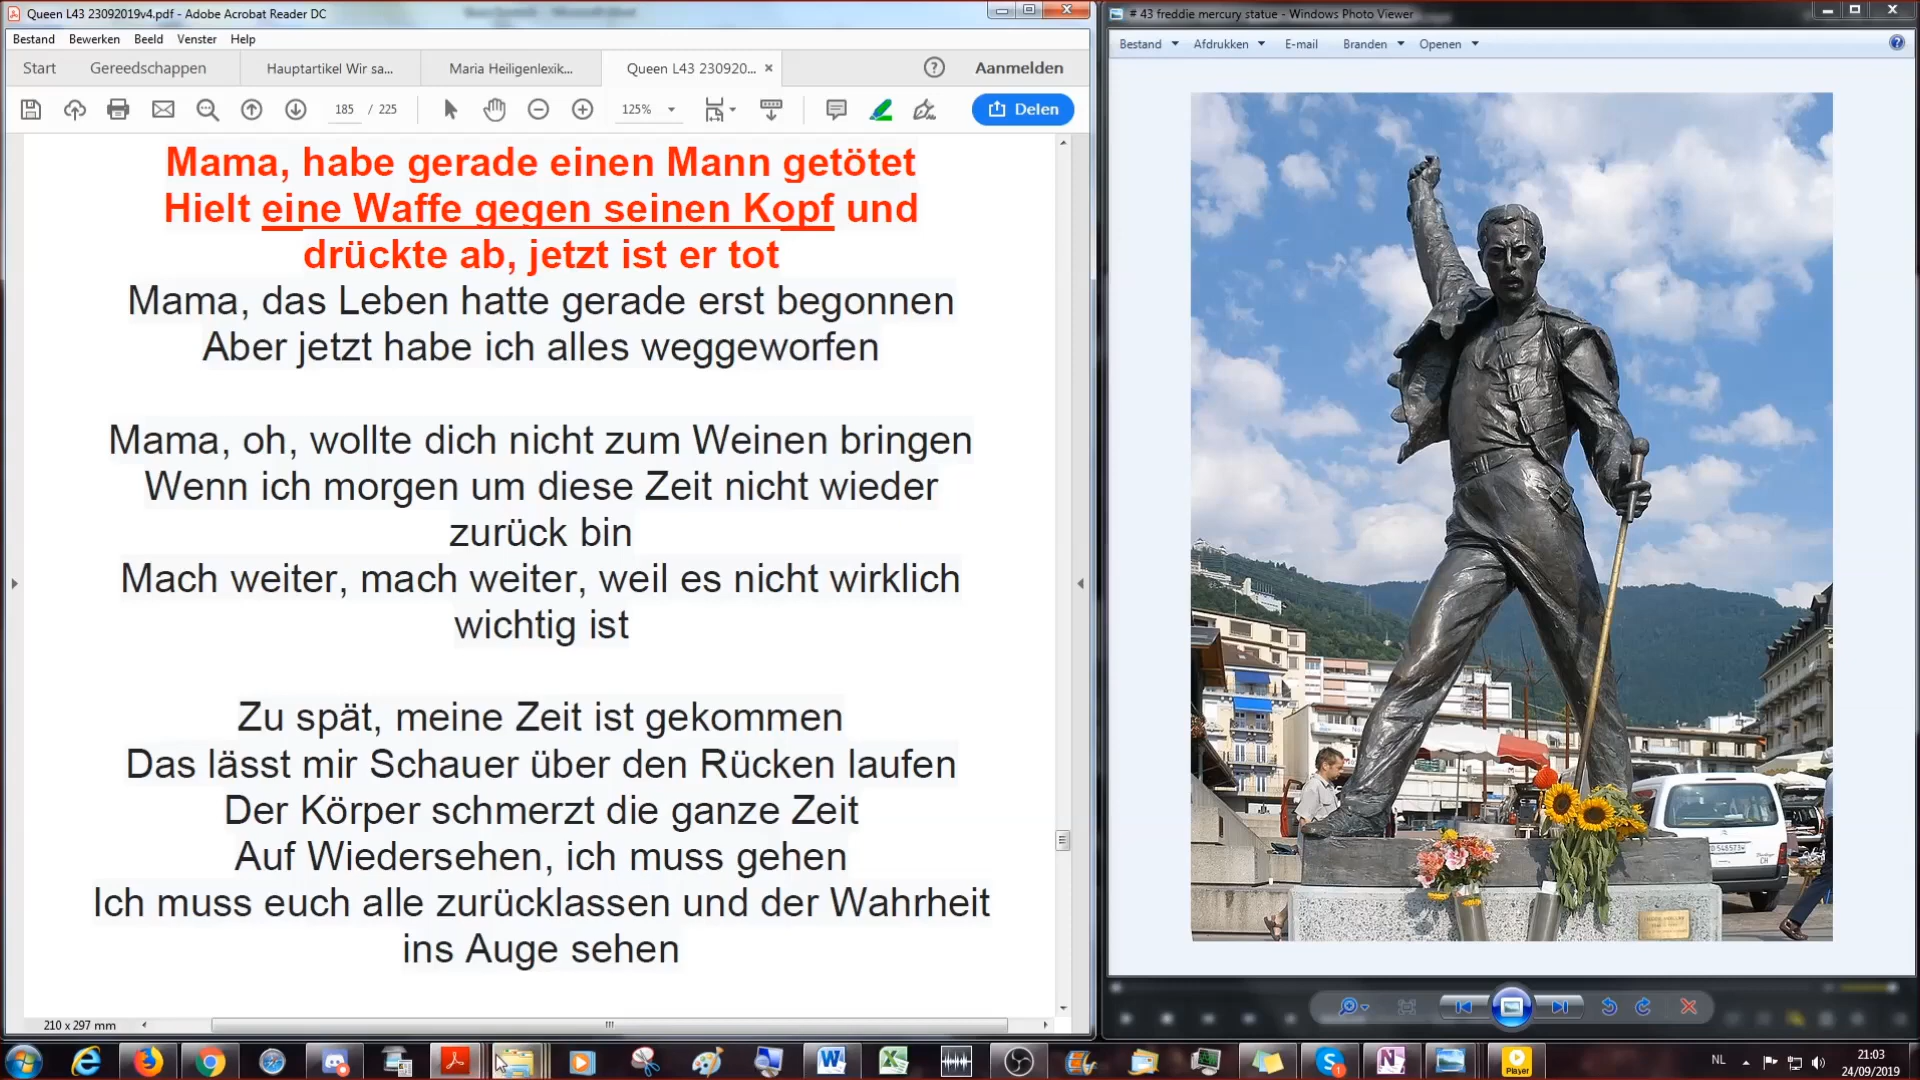 Queen L43 23092019v4.pdf - Adobe Acrobat Reader DC
Bestand Bewerken Beeld Venster Help
Start Gereedschappen Hauptartikel Wir sa... Maria Heiligenlexik... Queen L43 230920... × Aanmelden
185 / 225 125% Delen
Mama, habe gerade einen Mann getötet
Hielt eine Waffe gegen seinen Kopf und
drückte ab, jetzt ist er tot
Mama, das Leben hatte gerade erst begonnen
Aber jetzt habe ich alles weggeworfen
Mama, oh, wollte dich nicht zum Weinen bringen
Wenn ich morgen um diese Zeit nicht wieder
zurück bin
Mach weiter, mach weiter, weil es nicht wirklich
wichtig ist
Zu spät, meine Zeit ist gekommen
Das lässt mir Schauer über den Rücken laufen
Der Körper schmerzt die ganze Zeit
Auf Wiedersehen, ich muss gehen
Ich muss euch alle zurücklassen und der Wahrheit
ins Auge sehen
210 x 297 mm
# 43 freddie mercury statue - Windows Photo Viewer
Bestand Afdrukken E-mail Branden Openen
CH
Player
NL
21:03
24/09/2019